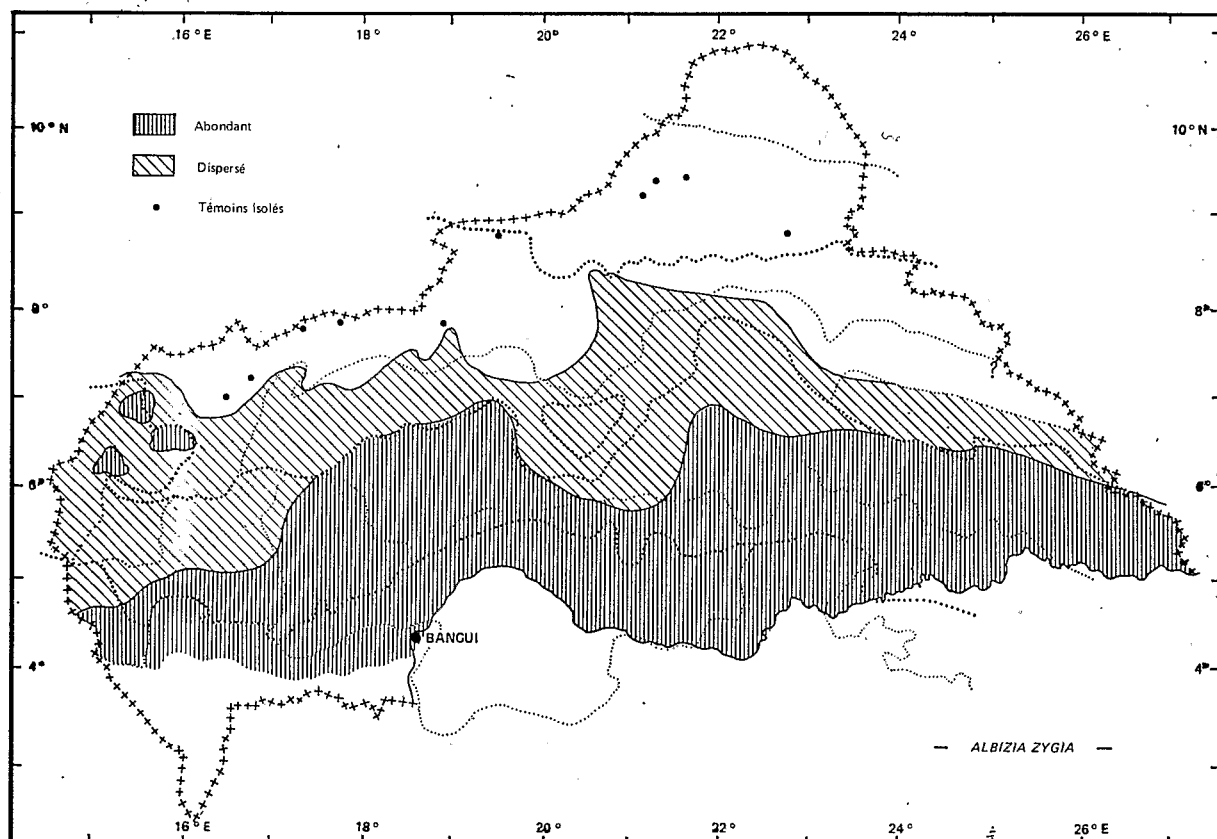 16°E 18° 20° 22° 24° 26°E
10°N 10°N
Abondant
Dispersé
Témoins Isolés
8° 8°
6° 6°
BANGUI
4° 4°
— ALBIZIA ZYGIA —
16° 18° 20° 22° 24° 26°E